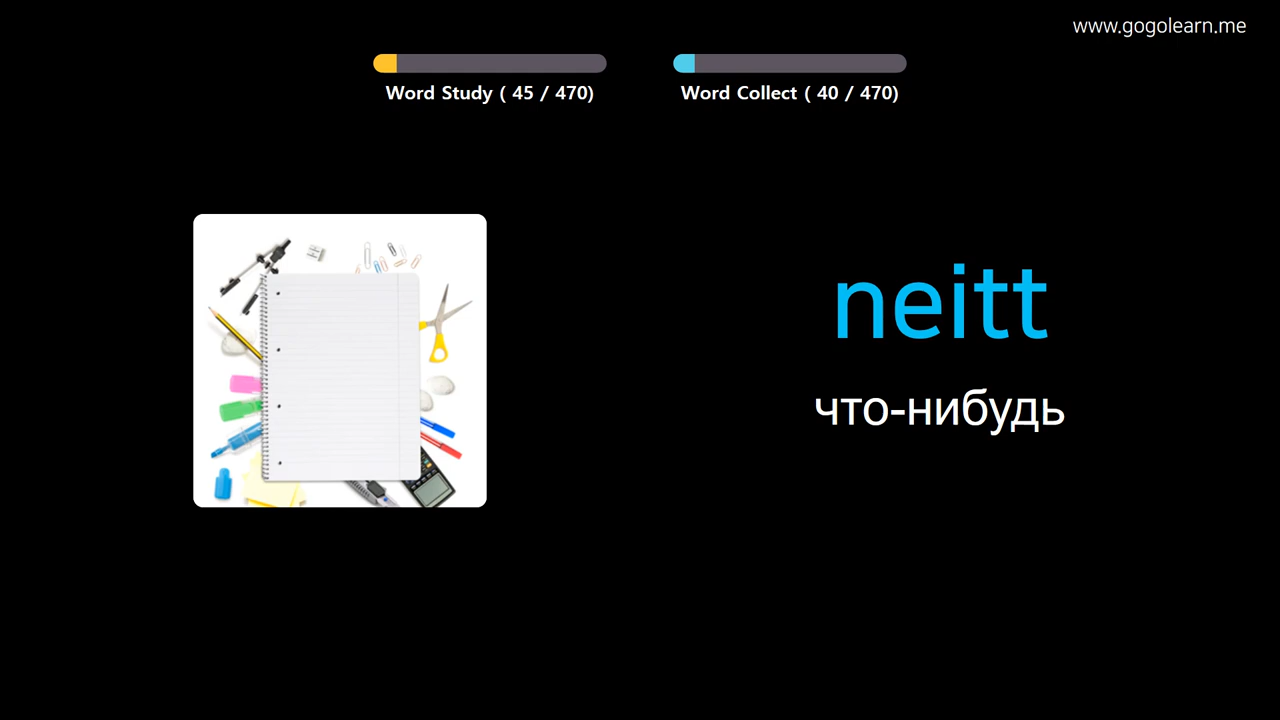 www.gogolearn.me
Word Study ( 45 / 470)
Word Collect ( 40 / 470)
neitt
что-нибудь